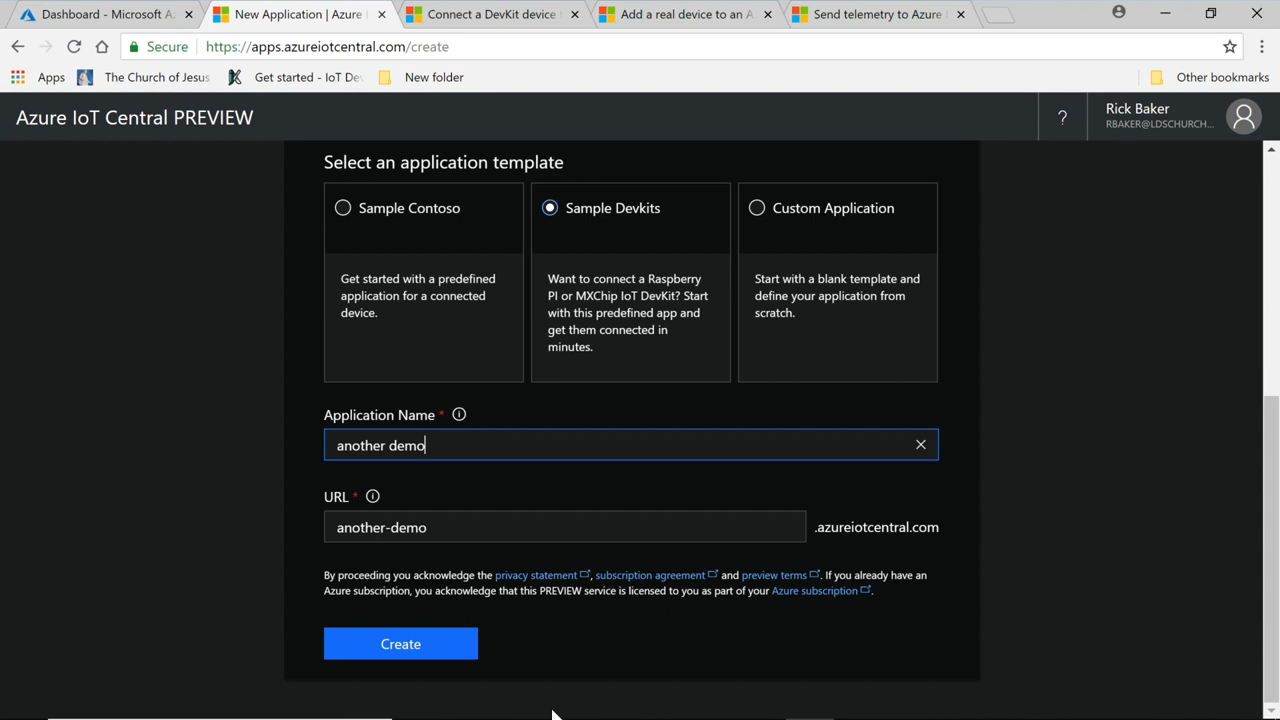 Dashboard - Microsoft Az
New Application | Azure I
Connect a DevKit device t
Add a real device to an A
Send telemetry to Azure I
Secure
https://apps.azureiotcentral.com/create
Apps
The Church of Jesus
Get started - IoT Dev
New folder
Other bookmarks
Azure IoT Central PREVIEW
?
Rick Baker
RBAKER@LDSCHURCH...
Select an application template
Sample Contoso
Get started with a predefined
application for a connected
device.
Sample Devkits
Want to connect a Raspberry
PI or MXChip IoT DevKit? Start
with this predefined app and
get them connected in
minutes.
Custom Application
Start with a blank template and
define your application from
scratch.
Application Name *
another demo
URL *
another-demo
.azureiotcentral.com
By proceeding you acknowledge the privacy statement, subscription agreement and preview terms. If you already have an
Azure subscription, you acknowledge that this PREVIEW service is licensed to you as part of your Azure subscription.
Create